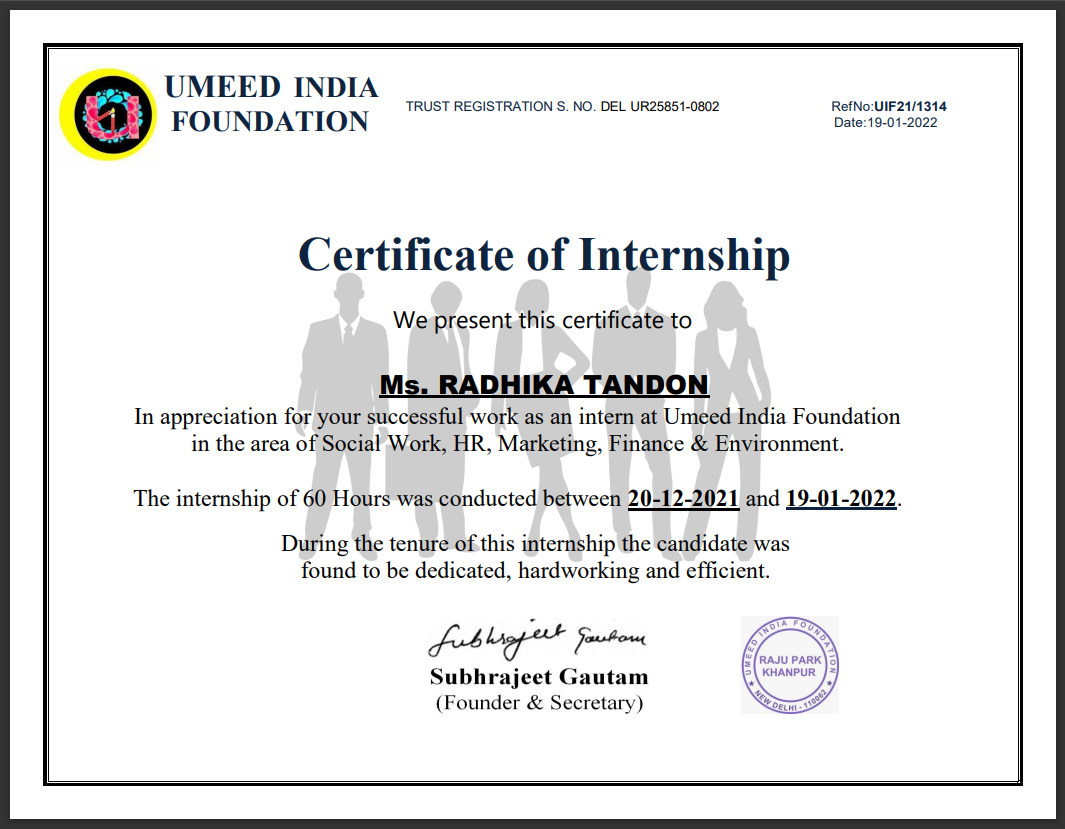 UMEED INDIA
FOUNDATION
TRUST REGISTRATION S. NO. DEL UR25851-0802
RefNo:UIF21/1314
Date:19-01-2022
Certificate of Internship
We present this certificate to
Ms. RADHIKA TANDON
In appreciation for your successful work as an intern at Umeed India Foundation
in the area of Social Work, HR, Marketing, Finance & Environment.
The internship of 60 Hours was conducted between 20-12-2021 and 19-01-2022.
During the tenure of this internship the candidate was
found to be dedicated, hardworking and efficient.
Subhrajeet Gautam
Subhrajeet Gautam
(Founder & Secretary)
UMEED INDIA FOUNDATION
RAJU PARK
KHANPUR
★ NEW DELHI - 110062 ★